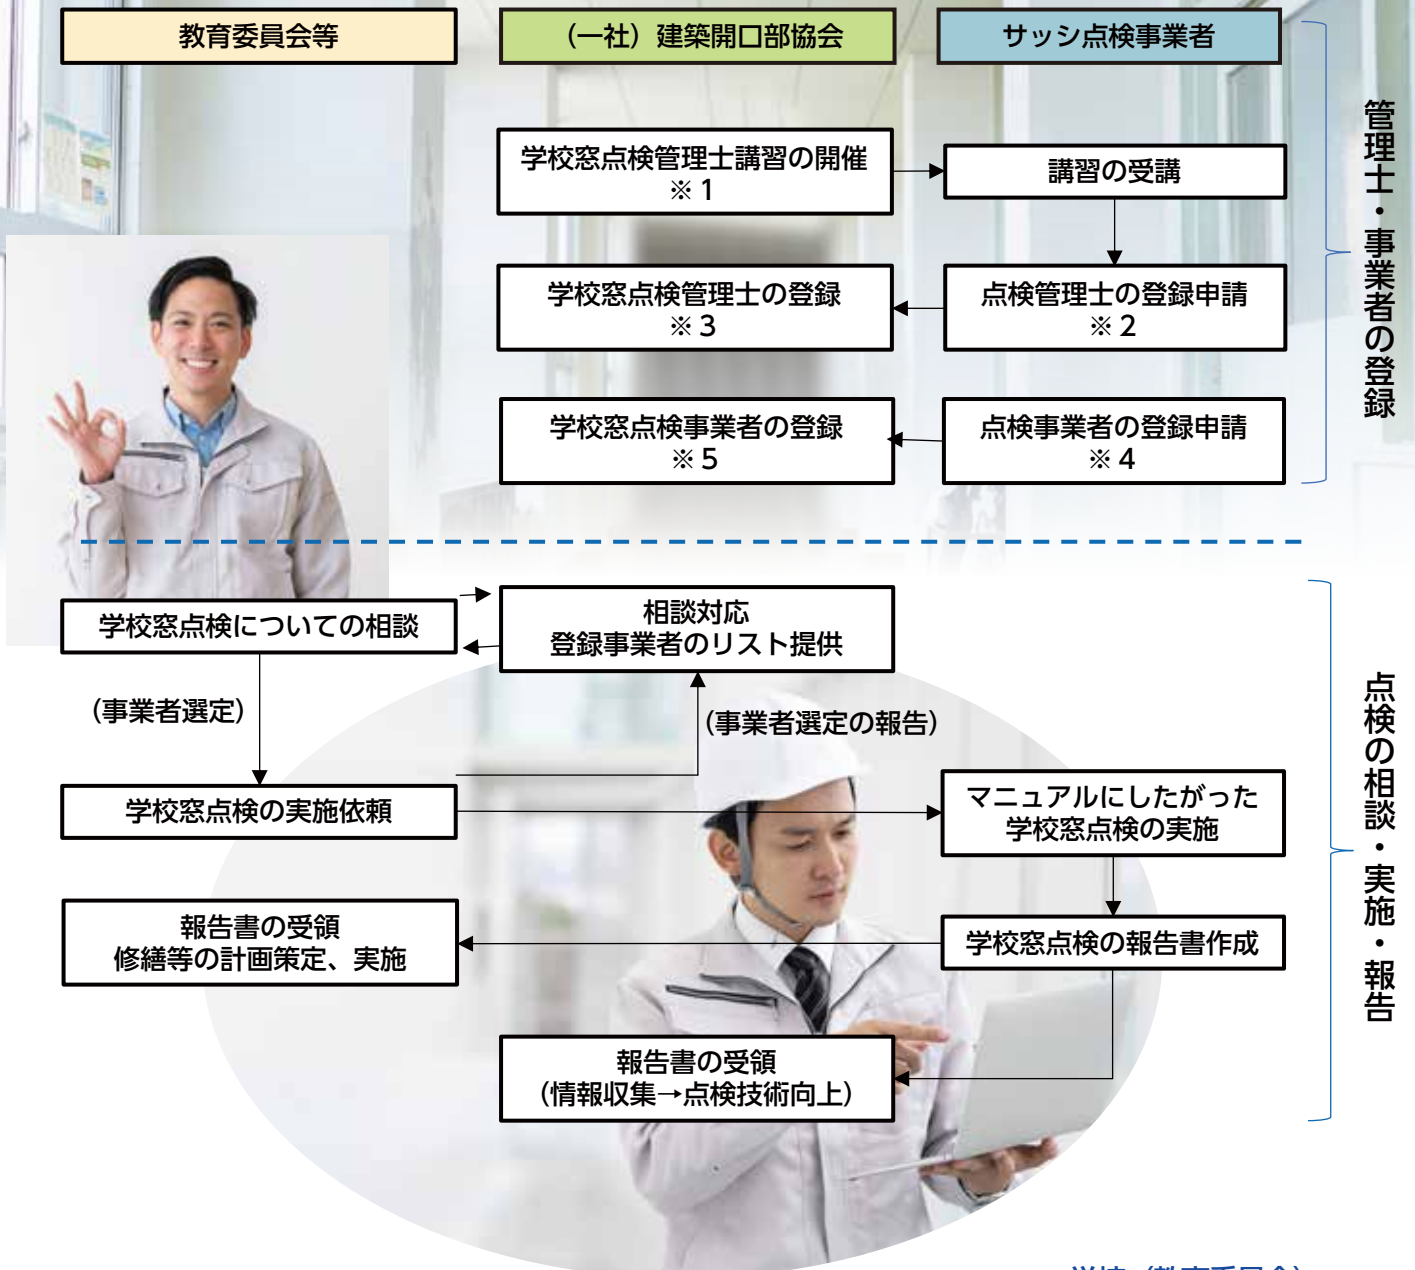 教育委員会等
（一社）建築開口部協会
サッシ点検事業者
学校窓点検管理士講習の開催
※1
講習の受講
学校窓点検管理士の登録
※3
点検管理士の登録申請
※2
学校窓点検事業者の登録
※5
点検事業者の登録申請
※4
管理士・事業者の登録
学校窓点検についての相談
相談対応
登録事業者のリスト提供
（事業者選定）
（事業者選定の報告）
学校窓点検の実施依頼
マニュアルにしたがった
学校窓点検の実施
報告書の受領
修繕等の計画策定、実施
学校窓点検の報告書作成
報告書の受領
（情報収集→点検技術向上）
点検の相談・実施・報告